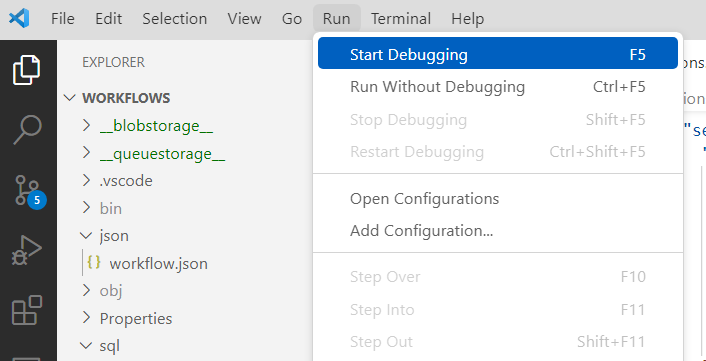 File Edit Selection View Go Run Terminal Help
EXPLORER
WORKFLOWS
__blobstorage__
__queuestorage__
.vscode
5
bin
json
{} workflow.json
obj
Properties
sql
Start Debugging F5
Run Without Debugging Ctrl+F5
Stop Debugging Shift+F5
Restart Debugging Ctrl+Shift+F5
Open Configurations
Add Configuration...
Step Over F10
Step Into F11
Step Out Shift+F11
ons
ion
"se
"